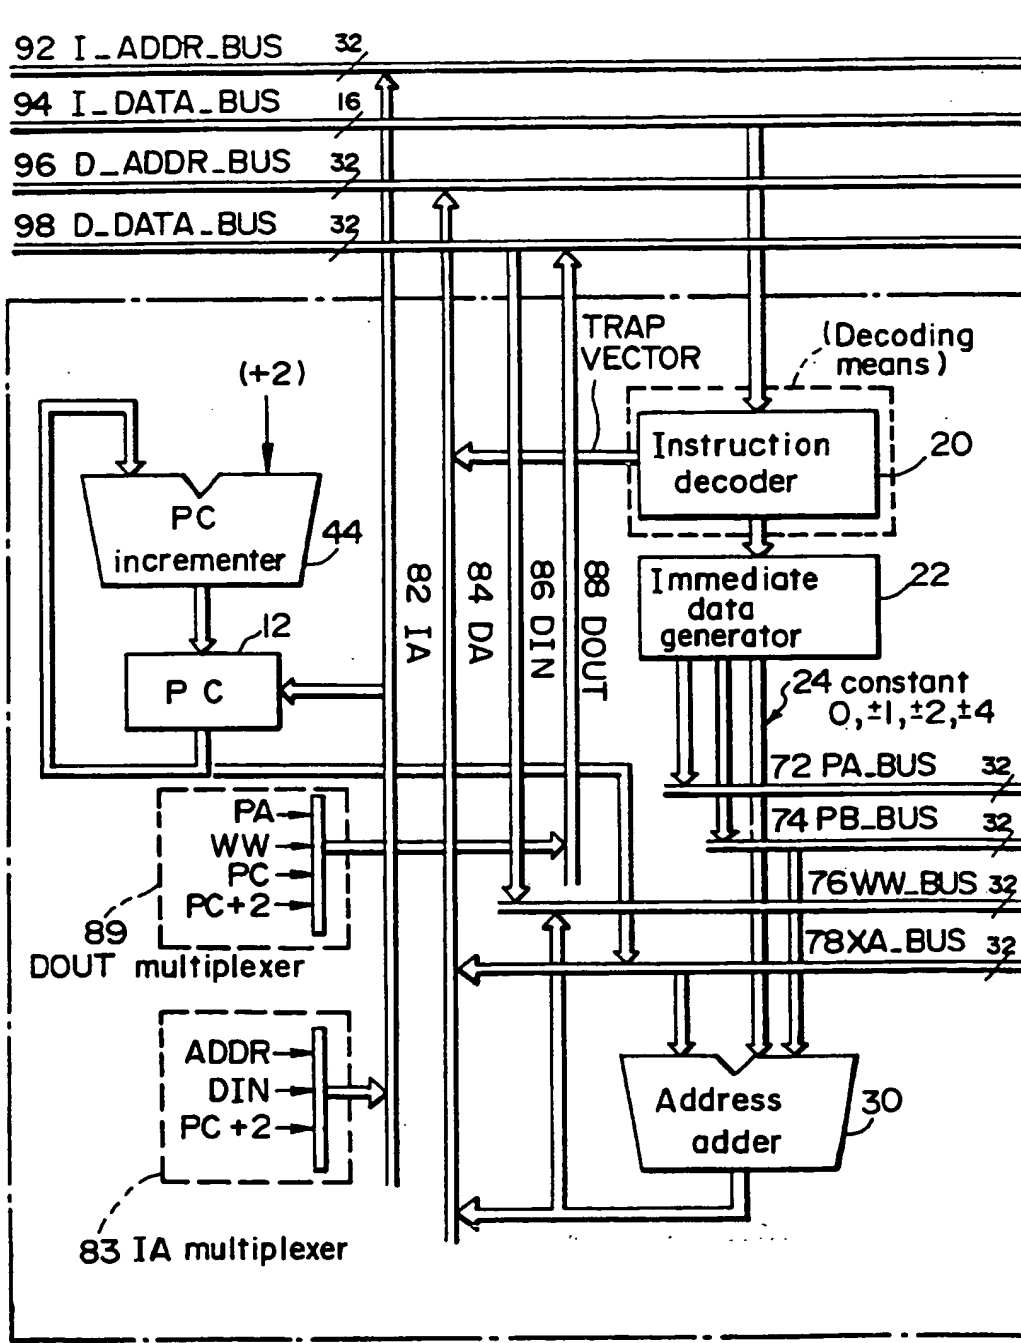 92 I_ADDR_BUS 32
94 I_DATA_BUS 16
96 D_ADDR_BUS 32
98 D_DATA_BUS 32
TRAP
VECTOR
(Decoding
means)
(+2)
Instruction
decoder
20
PC
incrementer
44
82 IA
84 DA
86 DIN
88 DOUT
Immediate
data
generator
22
12
PC
24 constant
0,±1,±2,±4
72 PA_BUS 32
74 PB_BUS 32
76 WW_BUS 32
78 XA_BUS 32
PA
WW
PC
PC+2
89
DOUT multiplexer
ADDR
DIN
PC+2
83 IA multiplexer
Address
adder
30